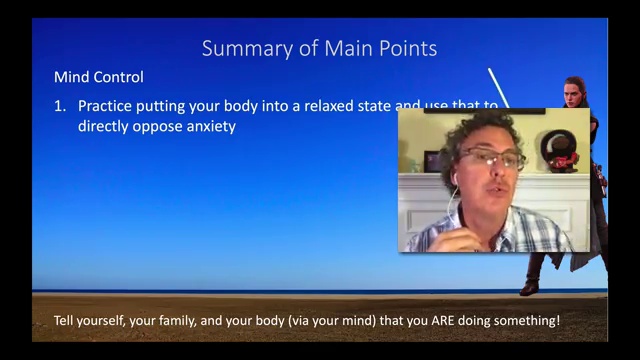 Summary of Main Points
Mind Control
1. Practice putting your body into a relaxed state and use that to
directly oppose anxiety
Tell yourself, your family, and your body (via your mind) that you ARE doing something!